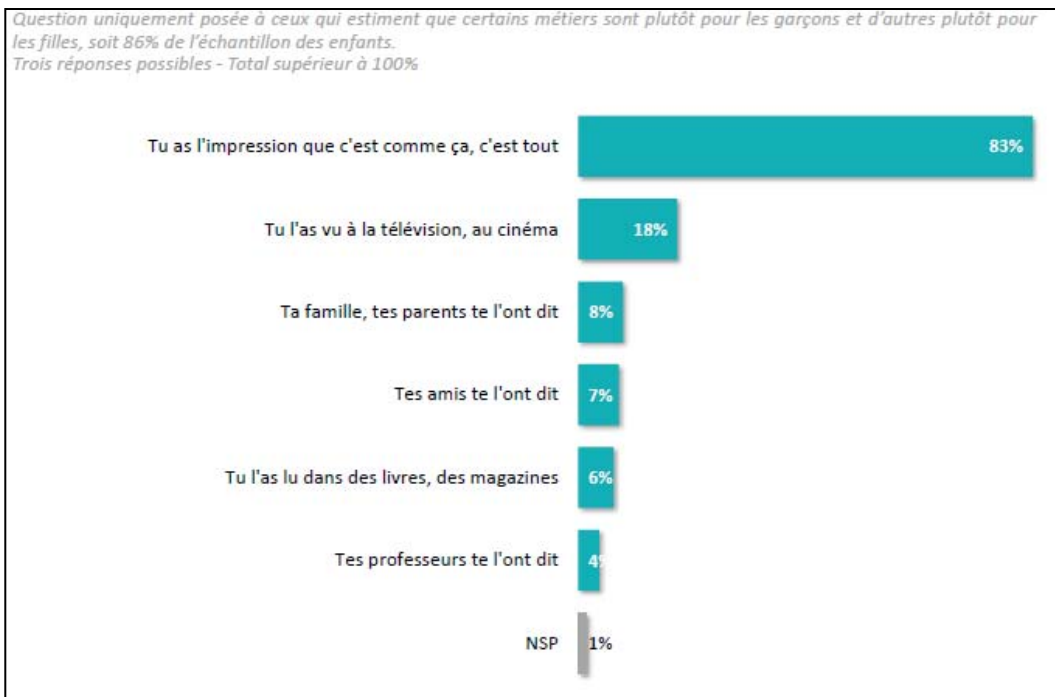 Question uniquement posée à ceux qui estiment que certains métiers sont plutôt pour les garçons et d'autres plutôt pour
les filles, soit 86% de l'échantillon des enfants.
Trois réponses possibles - Total supérieur à 100%
Tu as l'impression que c'est comme ça, c'est tout 83%
Tu l'as vu à la télévision, au cinéma 18%
Ta famille, tes parents te l'ont dit 8%
Tes amis te l'ont dit 7%
Tu l'as lu dans des livres, des magazines 6%
Tes professeurs te l'ont dit 4%
NSP 1%